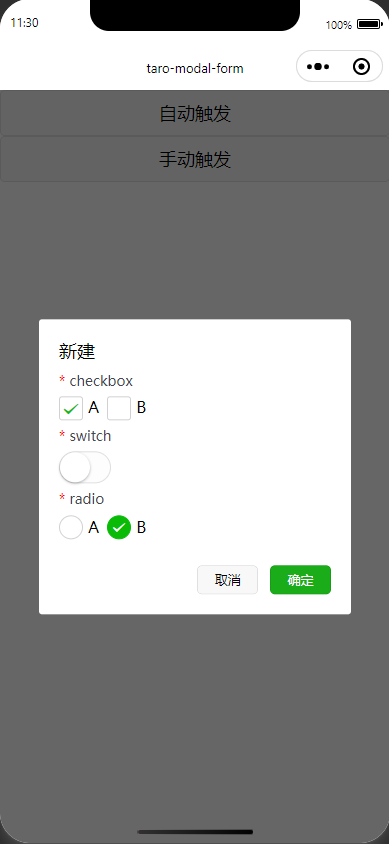 11:30
100%
taro-modal-form
自动触发
手动触发
新建
* checkbox
A B
* switch
* radio
A B
取消 确定